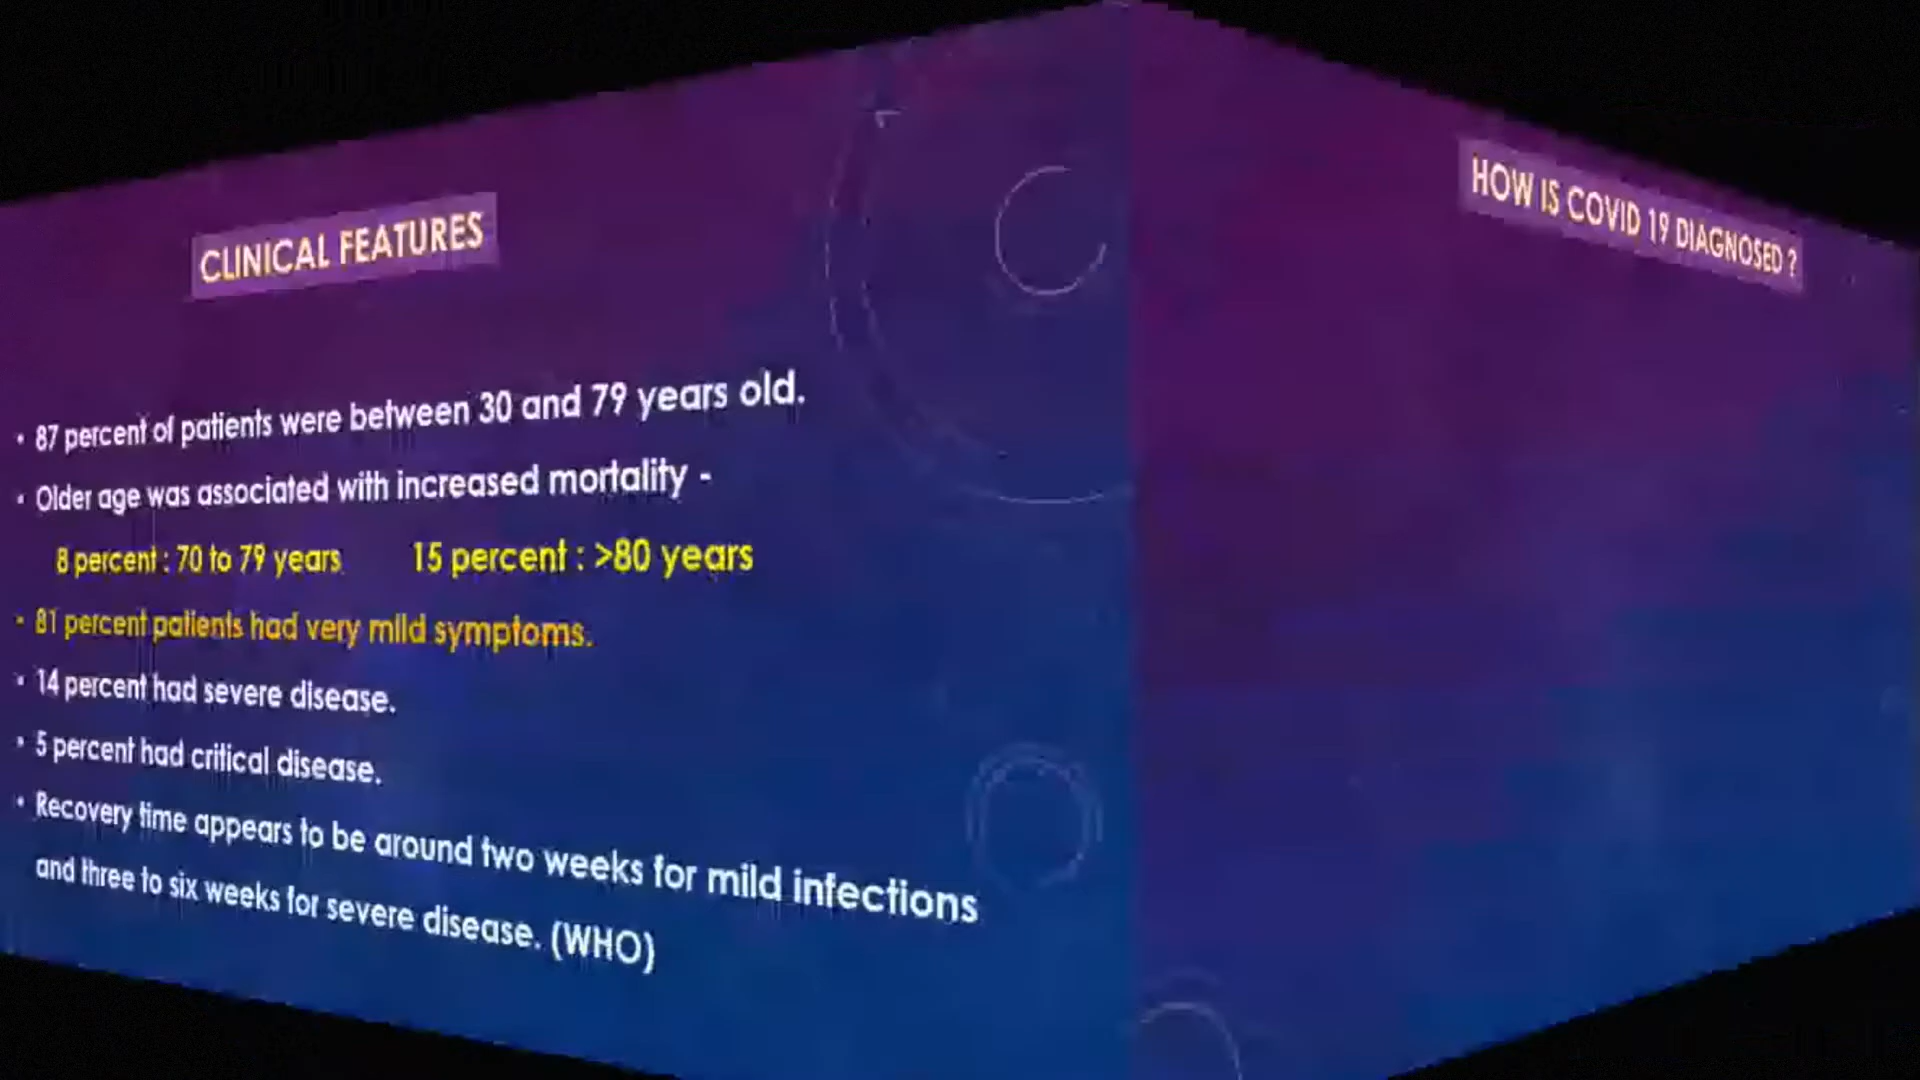 CLINICAL FEATURES
• 87 percent of patients were between 30 and 79 years old.
• Older age was associated with increased mortality -
8 percent : 70 to 79 years 15 percent : >80 years
• 81 percent patients had very mild symptoms.
• 14 percent had severe disease.
• 5 percent had critical disease.
• Recovery time appears to be around two weeks for mild infections
and three to six weeks for severe disease. (WHO)
HOW IS COVID 19 DIAGNOSED ?